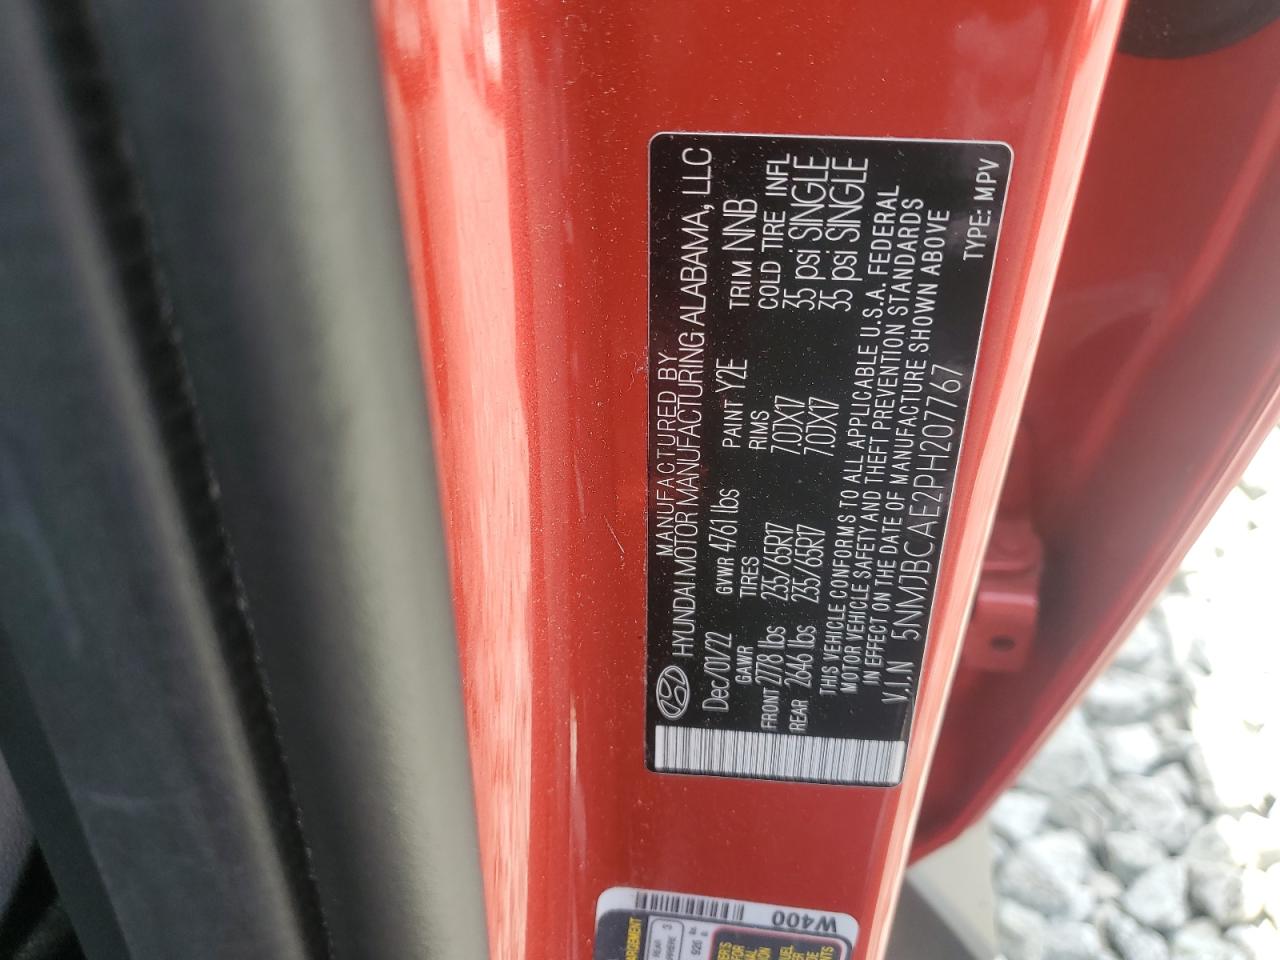 MANUFACTURED BY
HYUNDAI MOTOR MANUFACTURING ALABAMA, LLC
Dec/01/22 GVWR 4761 lbs PAINT Y2E TRIM NNB
GAWR TIRES RIMS COLD TIRE INFL
FRONT 2778 lbs 235/65R17 7.0JX17 35 psi SINGLE
REAR 2646 lbs 235/65R17 7.0JX17 35 psi SINGLE
THIS VEHICLE CONFORMS TO ALL APPLICABLE U.S.A. FEDERAL
MOTOR VEHICLE SAFETY AND THEFT PREVENTION STANDARDS
IN EFFECT ON THE DATE OF MANUFACTURE SHOWN ABOVE
V.I.N 5NMJBCAE2PH207767
TYPE: MPV
W400
REAR 3
920